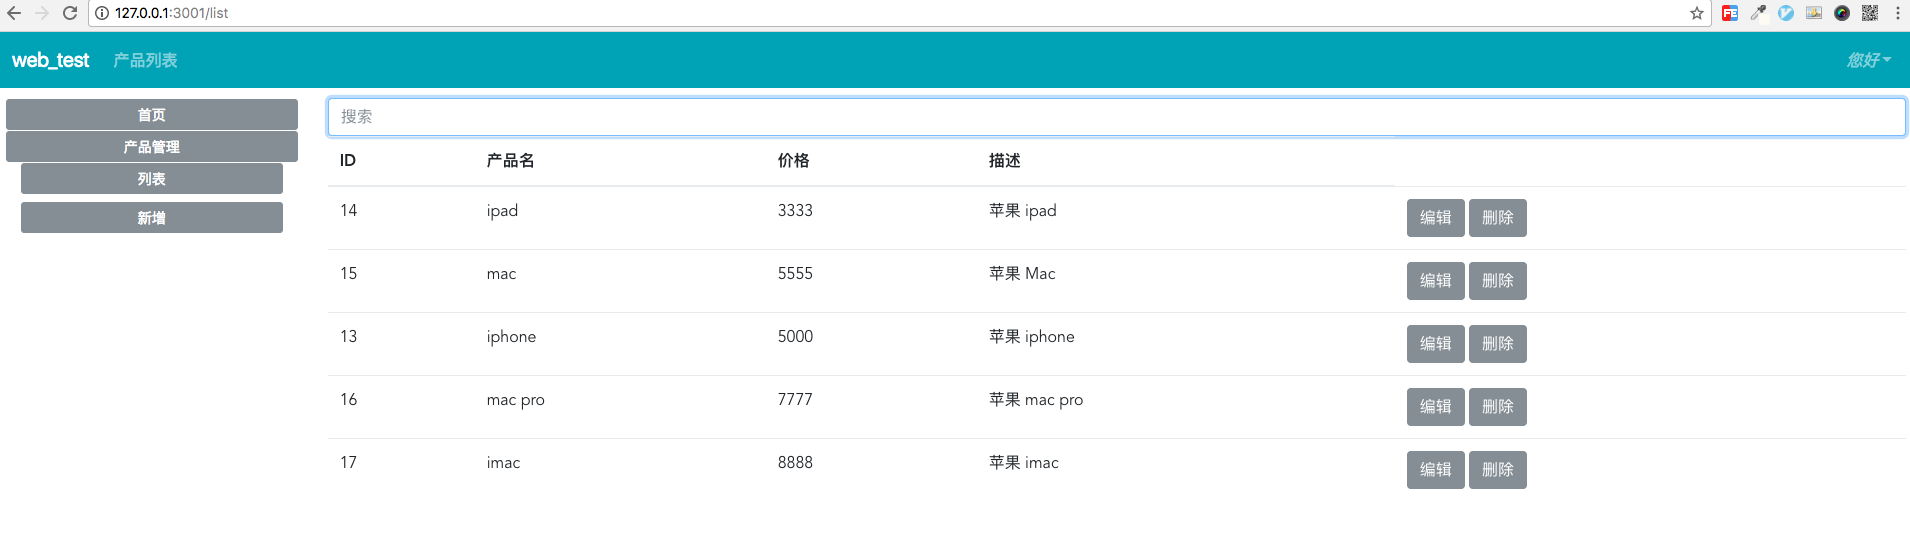 127.0.0.1:3001/list
web_test 产品列表 您好
首页
产品管理
列表
新增
搜索
ID 产品名 价格 描述
14 ipad 3333 苹果 ipad 编辑 删除
15 mac 5555 苹果 Mac 编辑 删除
13 iphone 5000 苹果 iphone 编辑 删除
16 mac pro 7777 苹果 mac pro 编辑 删除
17 imac 8888 苹果 imac 编辑 删除